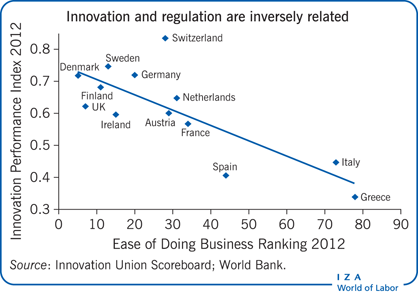 Innovation and regulation are inversely related
Innovation Performance Index 2012
0.8
0.7
0.6
0.5
0.4
0.3
Switzerland
Sweden
Denmark
Germany
Finland
UK
Netherlands
Ireland
Austria
France
Spain
Italy
Greece
0 10 20 30 40 50 60 70 80 90
Ease of Doing Business Ranking 2012
Source: Innovation Union Scoreboard; World Bank.
I Z A
World of Labor